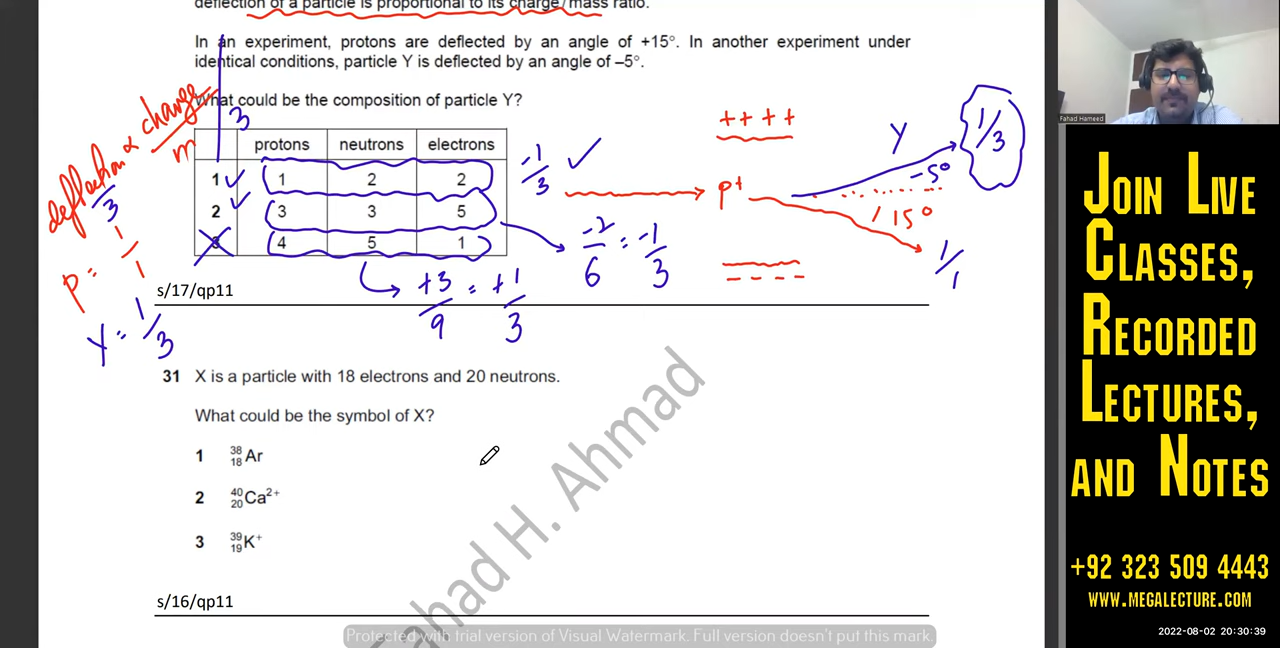 deflection of a particle is proportional to its charge/mass ratio.
In an experiment, protons are deflected by an angle of +15°. In another experiment under
identical conditions, particle Y is deflected by an angle of –5°.
What could be the composition of particle Y?
deflection ∝ charge/m
3
protons neutrons electrons
1 1 2 2
2 3 3 5
3 4 5 1
-1/3 ✓
-2/6 = -1/3
+3/9 = +1/3
1/3
p = 1/1
Y = 1/3
+ + + +
Y
1/3
-5°
p+
15°
1/1
- - - -
s/17/qp11
31 X is a particle with 18 electrons and 20 neutrons.
What could be the symbol of X?
1 ³⁸₁₈Ar
2 ⁴⁰₂₀Ca²⁺
3 ³⁹₁₉K⁺
s/16/qp11
Fahad H. Ahmad
Protected with trial version of Visual Watermark. Full version doesn't put this mark.
Fahad Hameed
JOIN LIVE
CLASSES,
RECORDED
LECTURES,
AND NOTES
+92 323 509 4443
WWW.MEGALECTURE.COM
2022-08-02 20:30:39